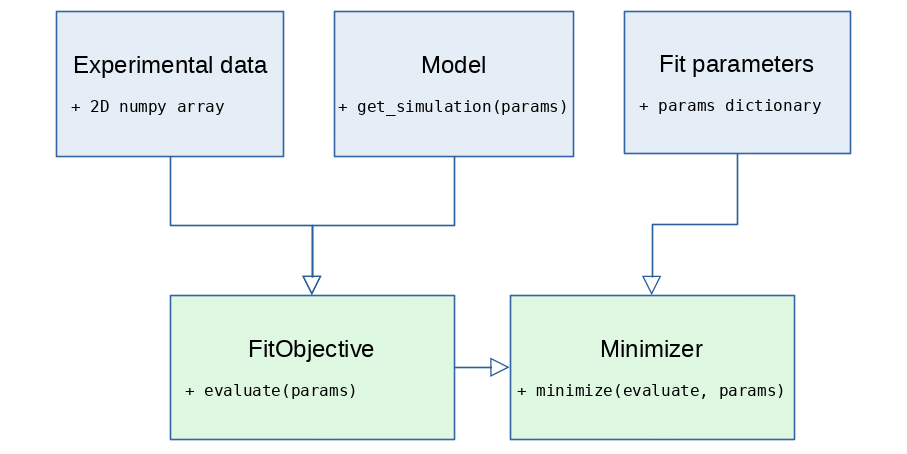 Experimental data
+ 2D numpy array
Model
+ get_simulation(params)
Fit parameters
+ params dictionary
FitObjective
+ evaluate(params)
Minimizer
+ minimize(evaluate, params)